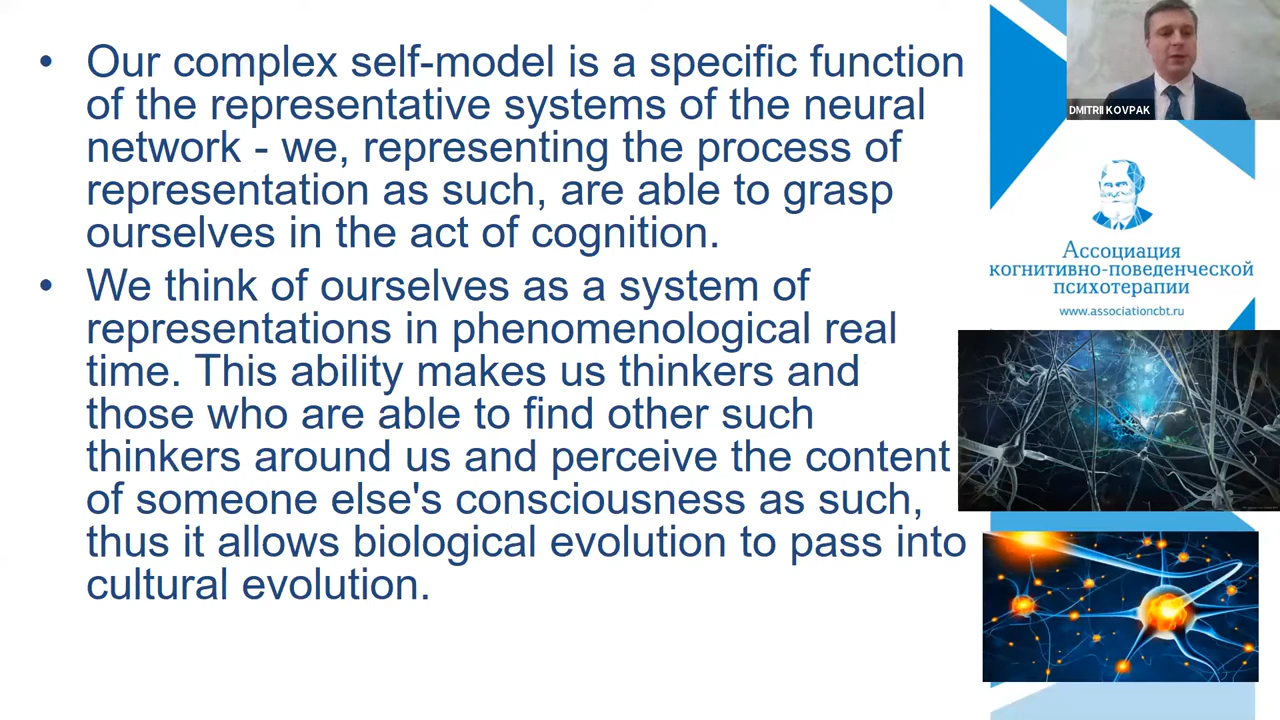 • Our complex self-model is a specific function
of the representative systems of the neural
network - we, representing the process of
representation as such, are able to grasp
ourselves in the act of cognition.
• We think of ourselves as a system of
representations in phenomenological real
time. This ability makes us thinkers and
those who are able to find other such
thinkers around us and perceive the content
of someone else's consciousness as such,
thus it allows biological evolution to pass into
cultural evolution.
DMITRII KOVPAK
Ассоциация
когнитивно-поведенческой
психотерапии
www.associationcbt.ru